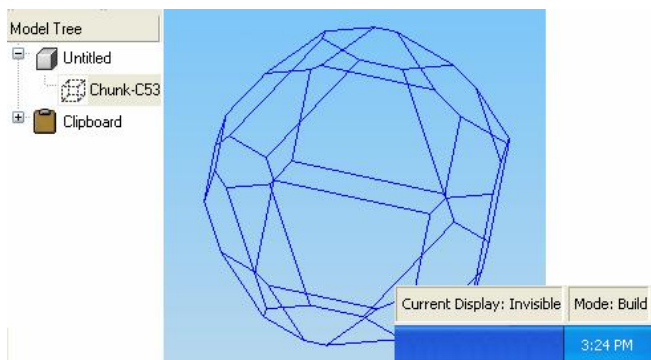 Model Tree
Untitled
Chunk-C53
Clipboard
Current Display: Invisible
Mode: Build
3:24 PM